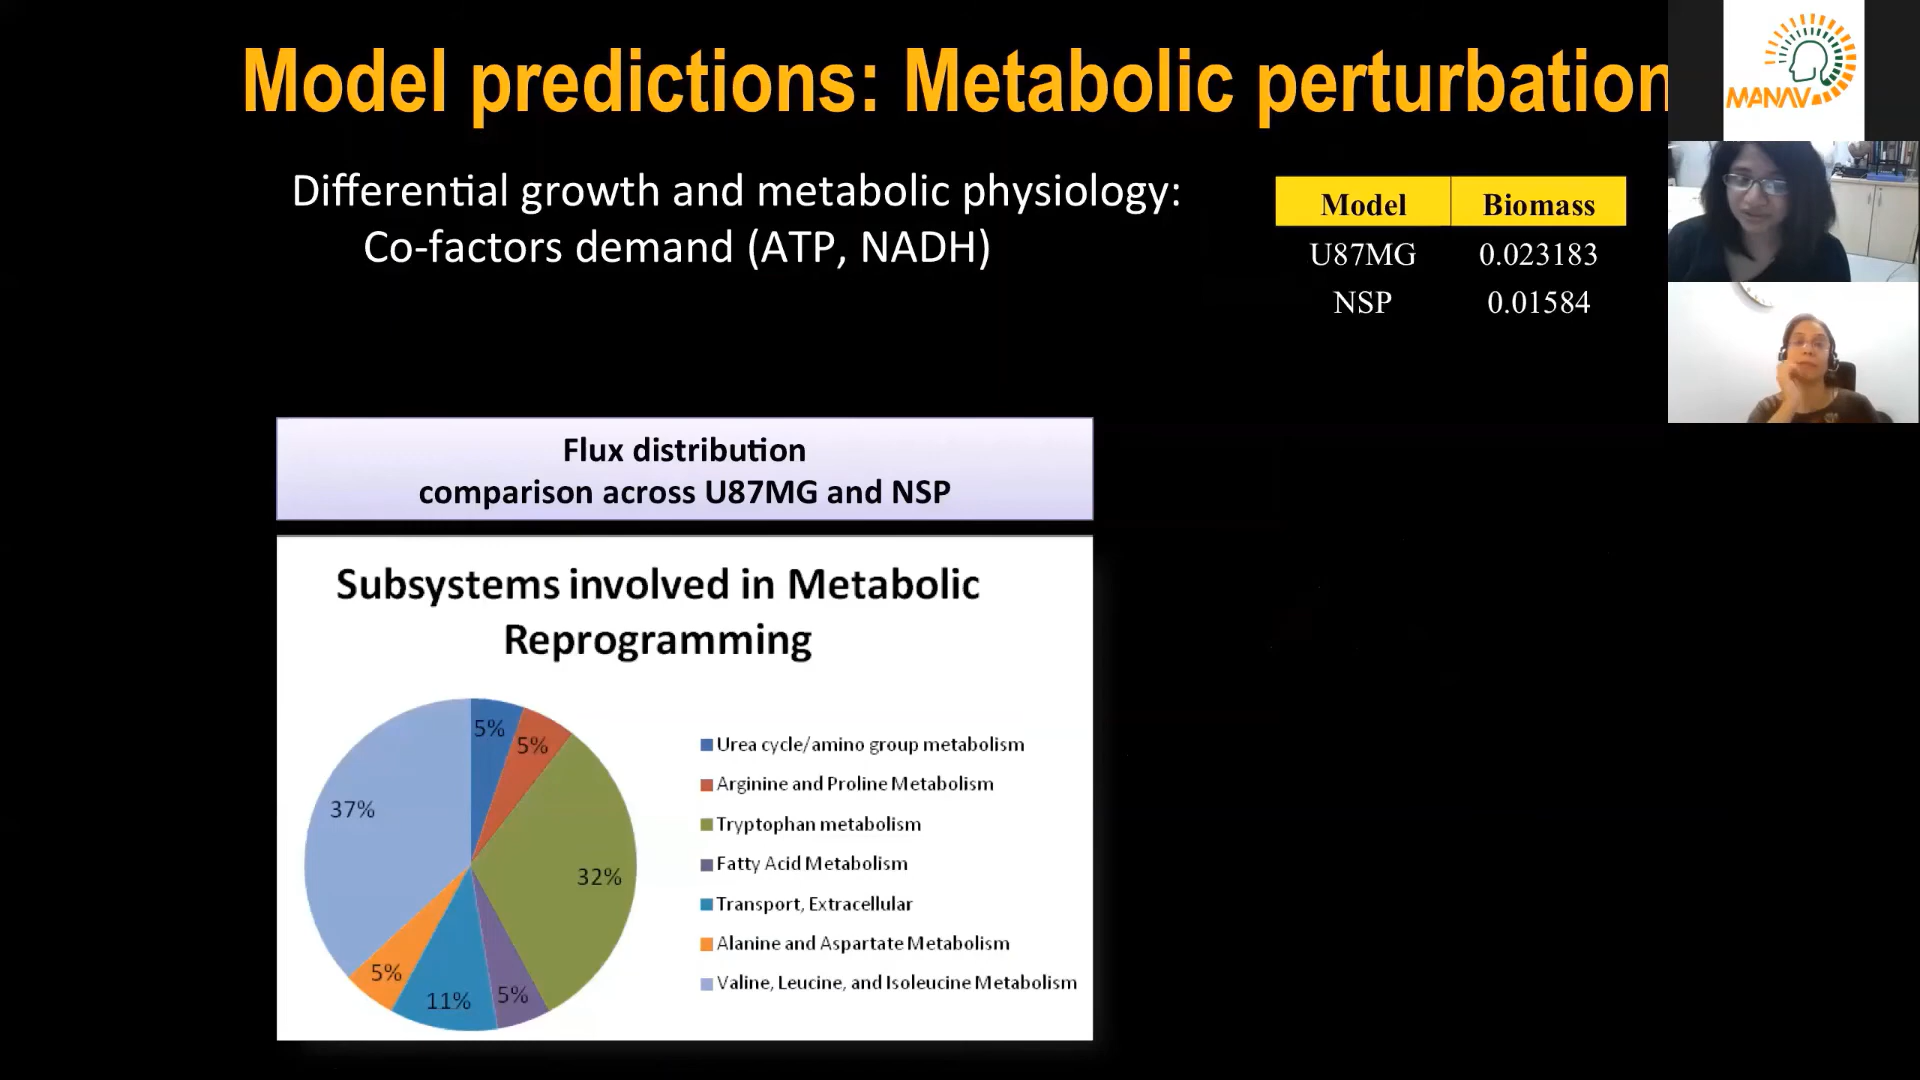 Model predictions: Metabolic perturbation
MANAV
Differential growth and metabolic physiology:
Co-factors demand (ATP, NADH)
Model Biomass
U87MG 0.023183
NSP 0.01584
Flux distribution
comparison across U87MG and NSP
Subsystems involved in Metabolic
Reprogramming
5%
5%
32%
5%
11%
5%
37%
Urea cycle/amino group metabolism
Arginine and Proline Metabolism
Tryptophan metabolism
Fatty Acid Metabolism
Transport, Extracellular
Alanine and Aspartate Metabolism
Valine, Leucine, and Isoleucine Metabolism